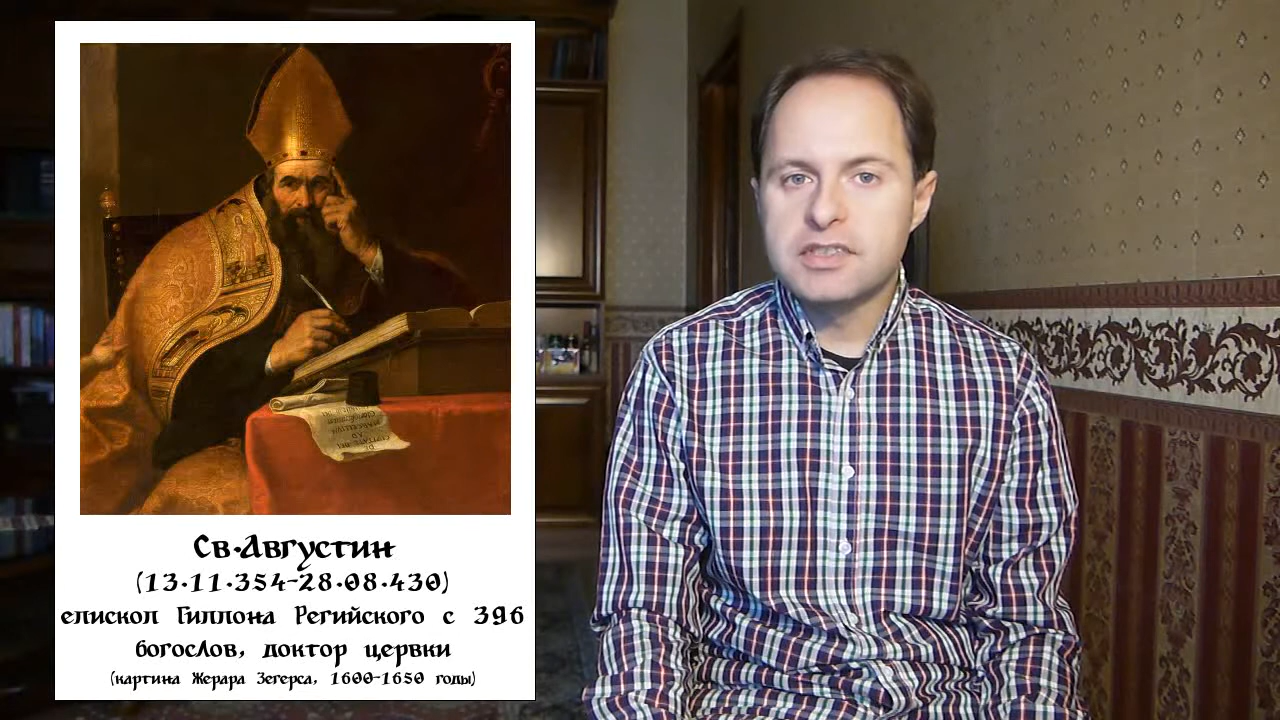 Св.Августин
(13.11.354-28.08.430)
епископ Гиппона Регийского с 396
богослов, доктор цервки
(картина Жерара Зегерса, 1600-1650 годы)